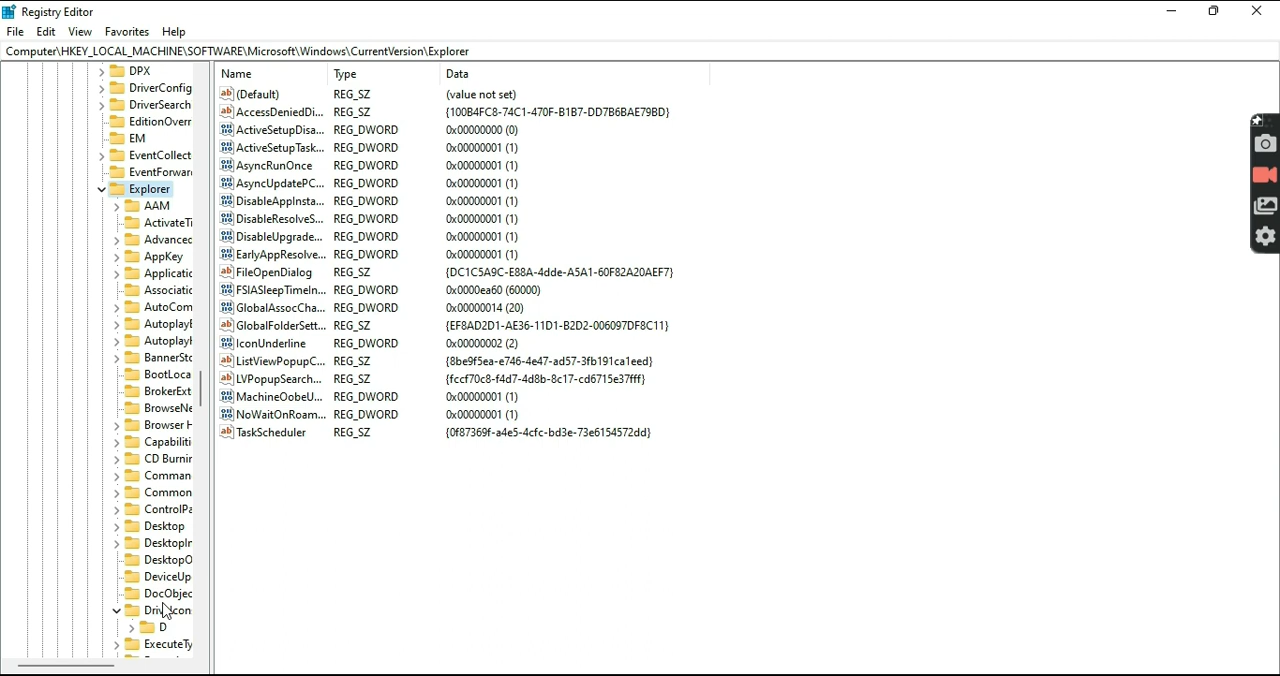 Registry Editor
File Edit View Favorites Help
Computer\HKEY_LOCAL_MACHINE\SOFTWARE\Microsoft\Windows\CurrentVersion\Explorer
DPX
DriverConfig
DriverSearch
EditionOverr
EM
EventCollect
EventForwar
Explorer
AAM
ActivateTi
Advanced
AppKey
Applicatic
Associatic
AutoCom
AutoplayE
AutoplayH
BannerSto
BootLoca
BrokerExt
BrowseNe
Browser H
Capabiliti
CD Burnir
Comman
Common
ControlPa
Desktop
DesktopIr
DesktopO
DeviceUp
DocObjec
D
ExecuteTy
Name Type Data
(Default) REG_SZ (value not set)
AccessDeniedDi... REG_SZ {100B4FC8-74C1-470F-B1B7-DD7B6BAE79BD}
ActiveSetupDisa... REG_DWORD 0x00000000 (0)
ActiveSetupTask... REG_DWORD 0x00000001 (1)
AsyncRunOnce REG_DWORD 0x00000001 (1)
AsyncUpdatePC... REG_DWORD 0x00000001 (1)
DisableAppInsta... REG_DWORD 0x00000001 (1)
DisableResolveS... REG_DWORD 0x00000001 (1)
DisableUpgrade... REG_DWORD 0x00000001 (1)
EarlyAppResolve... REG_DWORD 0x00000001 (1)
FileOpenDialog REG_SZ {DC1C5A9C-E88A-4dde-A5A1-60F82A20AEF7}
FSIASleepTimeIn... REG_DWORD 0x0000ea60 (60000)
GlobalAssocCha... REG_DWORD 0x00000014 (20)
GlobalFolderSett... REG_SZ {EF8AD2D1-AE36-11D1-B2D2-006097DF8C11}
IconUnderline REG_DWORD 0x00000002 (2)
ListViewPopupC... REG_SZ {8be9f5ea-e746-4e47-ad57-3fb191ca1eed}
LVPopupSearch... REG_SZ {fccf70c8-f4d7-4d8b-8c17-cd6715e37fff}
MachineOobeU... REG_DWORD 0x00000001 (1)
NoWaitOnRoam... REG_DWORD 0x00000001 (1)
TaskScheduler REG_SZ {0f87369f-a4e5-4cfc-bd3e-73e6154572dd}